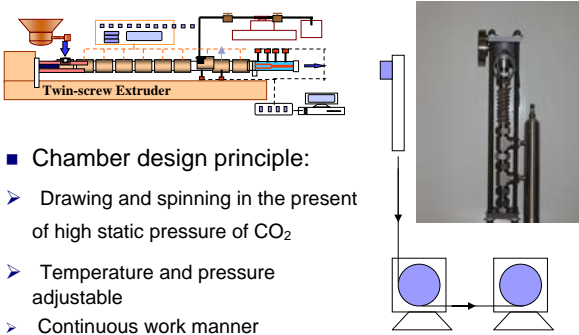 Twin-screw Extruder
Chamber design principle:
Drawing and spinning in the present
of high static pressure of CO₂
Temperature and pressure
adjustable
Continuous work manner